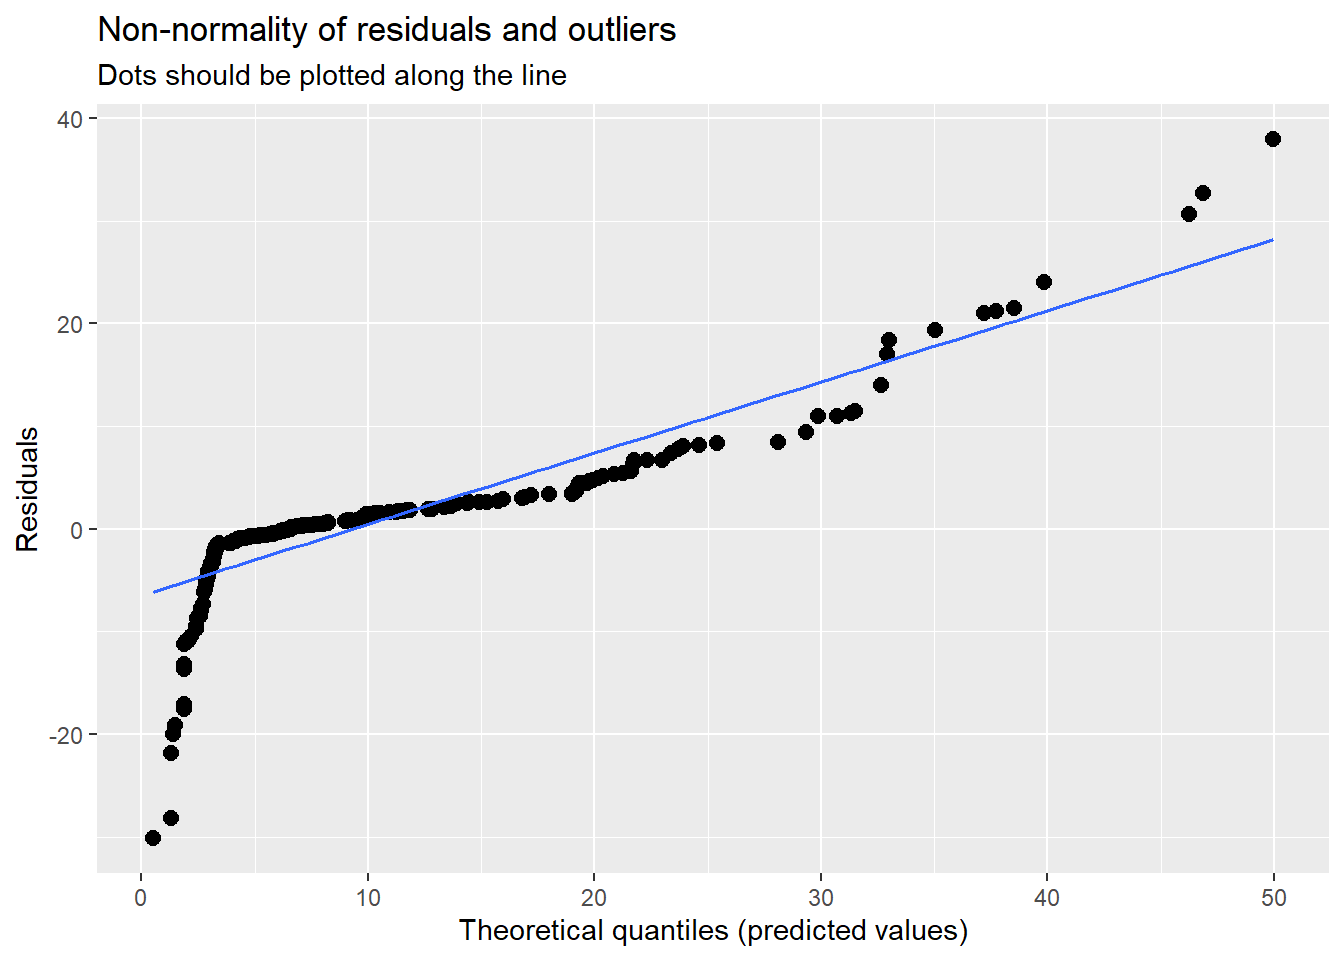 Non-normality of residuals and outliers
Dots should be plotted along the line
40
20
0
-20
Residuals
0 10 20 30 40 50
Theoretical quantiles (predicted values)